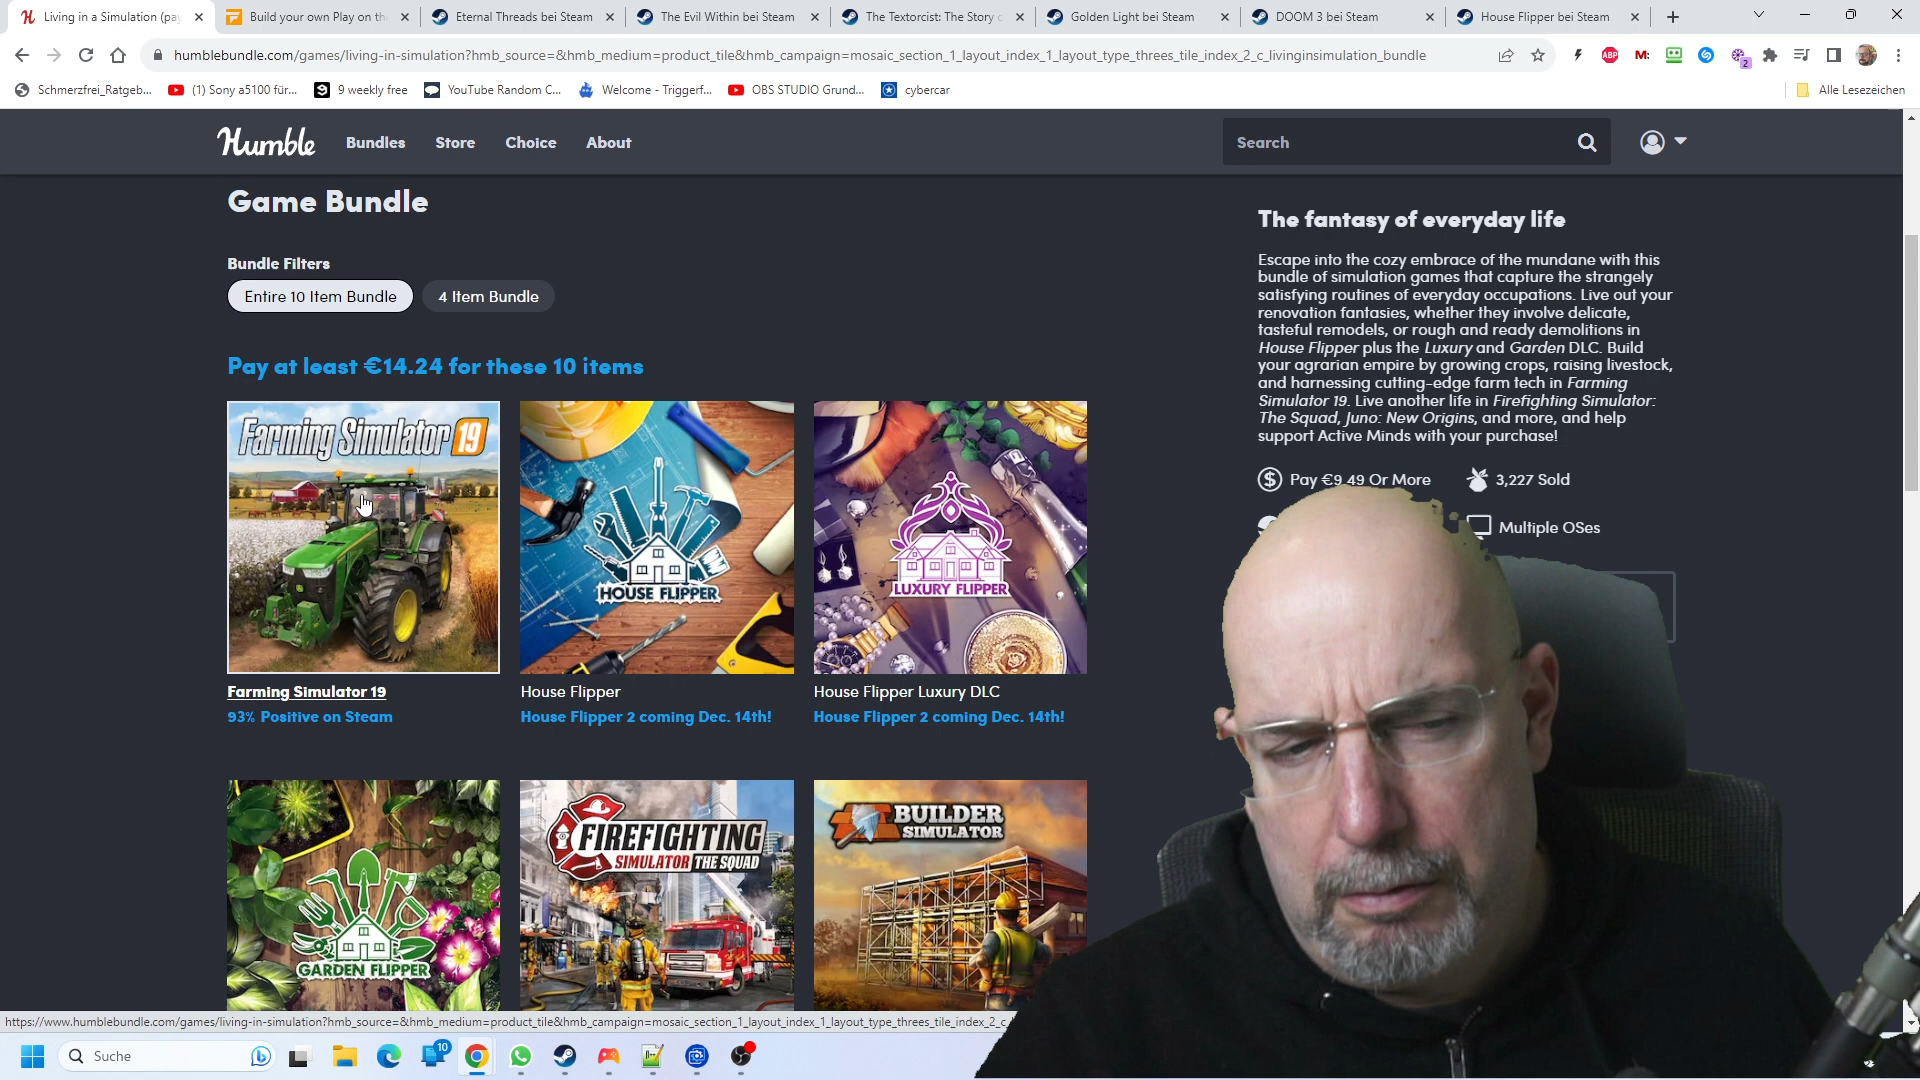 Living in a Simulation (pay
Build your own Play on the
Eternal Threads bei Steam
The Evil Within bei Steam
The Textorcist: The Story o
Golden Light bei Steam
DOOM 3 bei Steam
House Flipper bei Steam
humblebundle.com/games/living-in-simulation?hmb_source=&hmb_medium=product_tile&hmb_campaign=mosaic_section_1_layout_index_1_layout_type_threes_tile_index_2_c_livinginsimulation_bundle
ABP
M:
2
Schmerzfrei_Ratgeb...
(1) Sony a5100 für...
9 weekly free
YouTube Random C...
Welcome - Triggerf...
OBS STUDIO Grund...
cybercar
Alle Lesezeichen
Humble
Bundles
Store
Choice
About
Search
Game Bundle
Bundle Filters
Entire 10 Item Bundle
4 Item Bundle
Pay at least €14.24 for these 10 items
Farming Simulator 19
HOUSE FLIPPER
LUXURY FLIPPER
Farming Simulator 19
93% Positive on Steam
House Flipper
House Flipper 2 coming Dec. 14th!
House Flipper Luxury DLC
House Flipper 2 coming Dec. 14th!
GARDEN FLIPPER
FIREFIGHTING
SIMULATOR THE SQUAD
BUILDER
SIMULATOR
The fantasy of everyday life
Escape into the cozy embrace of the mundane with this
bundle of simulation games that capture the strangely
satisfying routines of everyday occupations. Live out your
renovation fantasies, whether they involve delicate,
tasteful remodels, or rough and ready demolitions in
House Flipper plus the Luxury and Garden DLC. Build
your agrarian empire by growing crops, raising livestock,
and harnessing cutting-edge farm tech in Farming
Simulator 19. Live another life in Firefighting Simulator:
The Squad, Juno: New Origins, and more, and help
support Active Minds with your purchase!
Pay €9.49 Or More
3,227 Sold
Multiple OSes
https://www.humblebundle.com/games/living-in-simulation?hmb_source=&hmb_medium=product_tile&hmb_campaign=mosaic_section_1_layout_index_1_layout_type_threes_tile_index_2_c
Suche
10